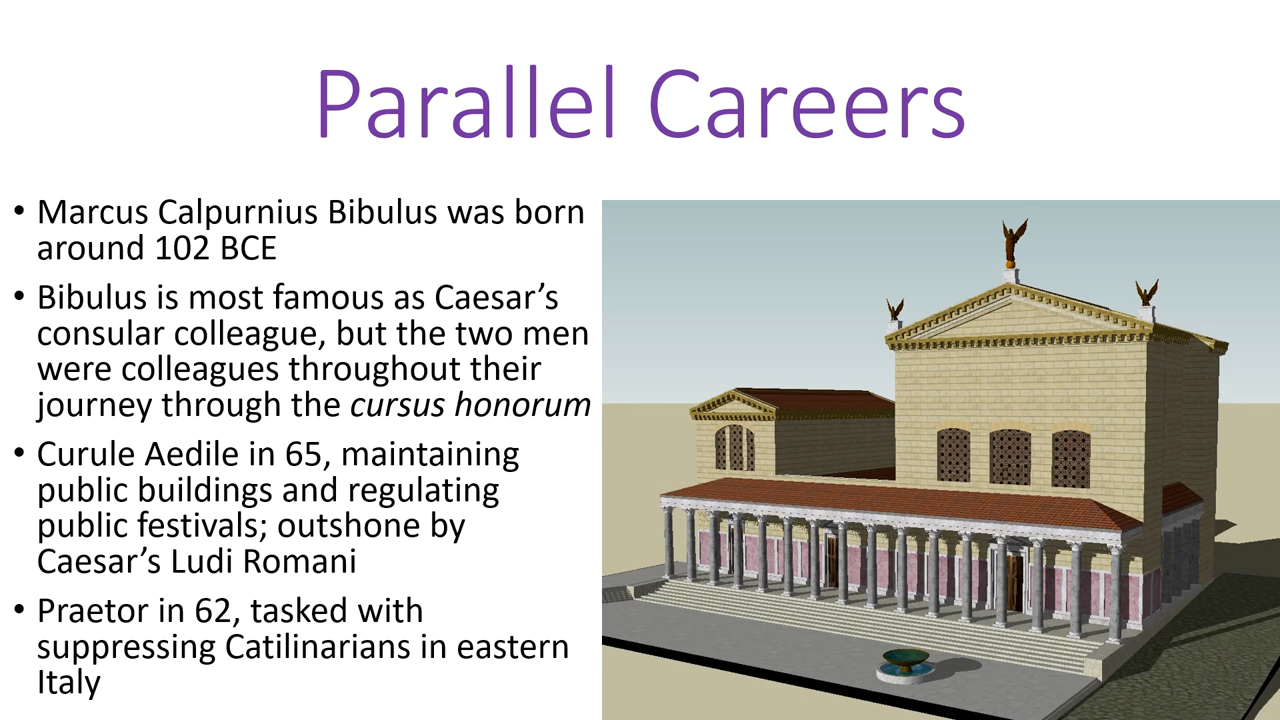 Parallel Careers
• Marcus Calpurnius Bibulus was born
around 102 BCE
• Bibulus is most famous as Caesar’s
consular colleague, but the two men
were colleagues throughout their
journey through the cursus honorum
• Curule Aedile in 65, maintaining
public buildings and regulating
public festivals; outshone by
Caesar’s Ludi Romani
• Praetor in 62, tasked with
suppressing Catilinarians in eastern
Italy